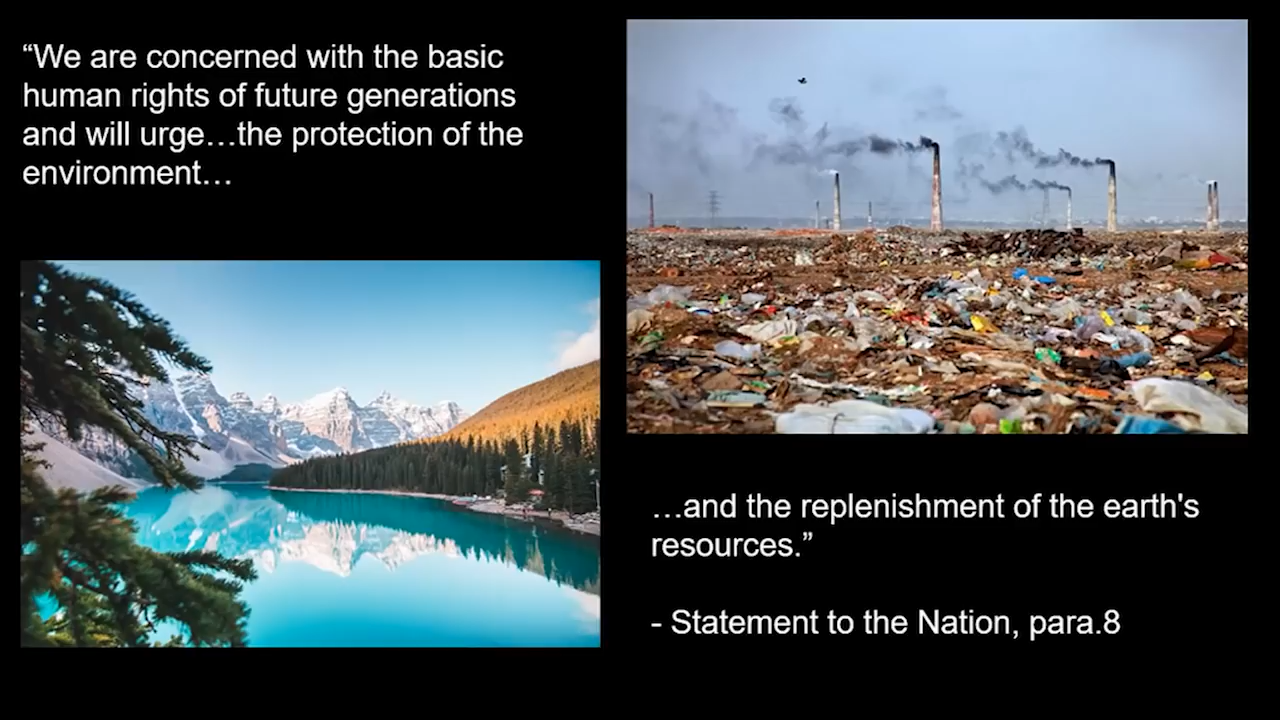 “We are concerned with the basic
human rights of future generations
and will urge…the protection of the
environment…
…and the replenishment of the earth's
resources.”
- Statement to the Nation, para.8